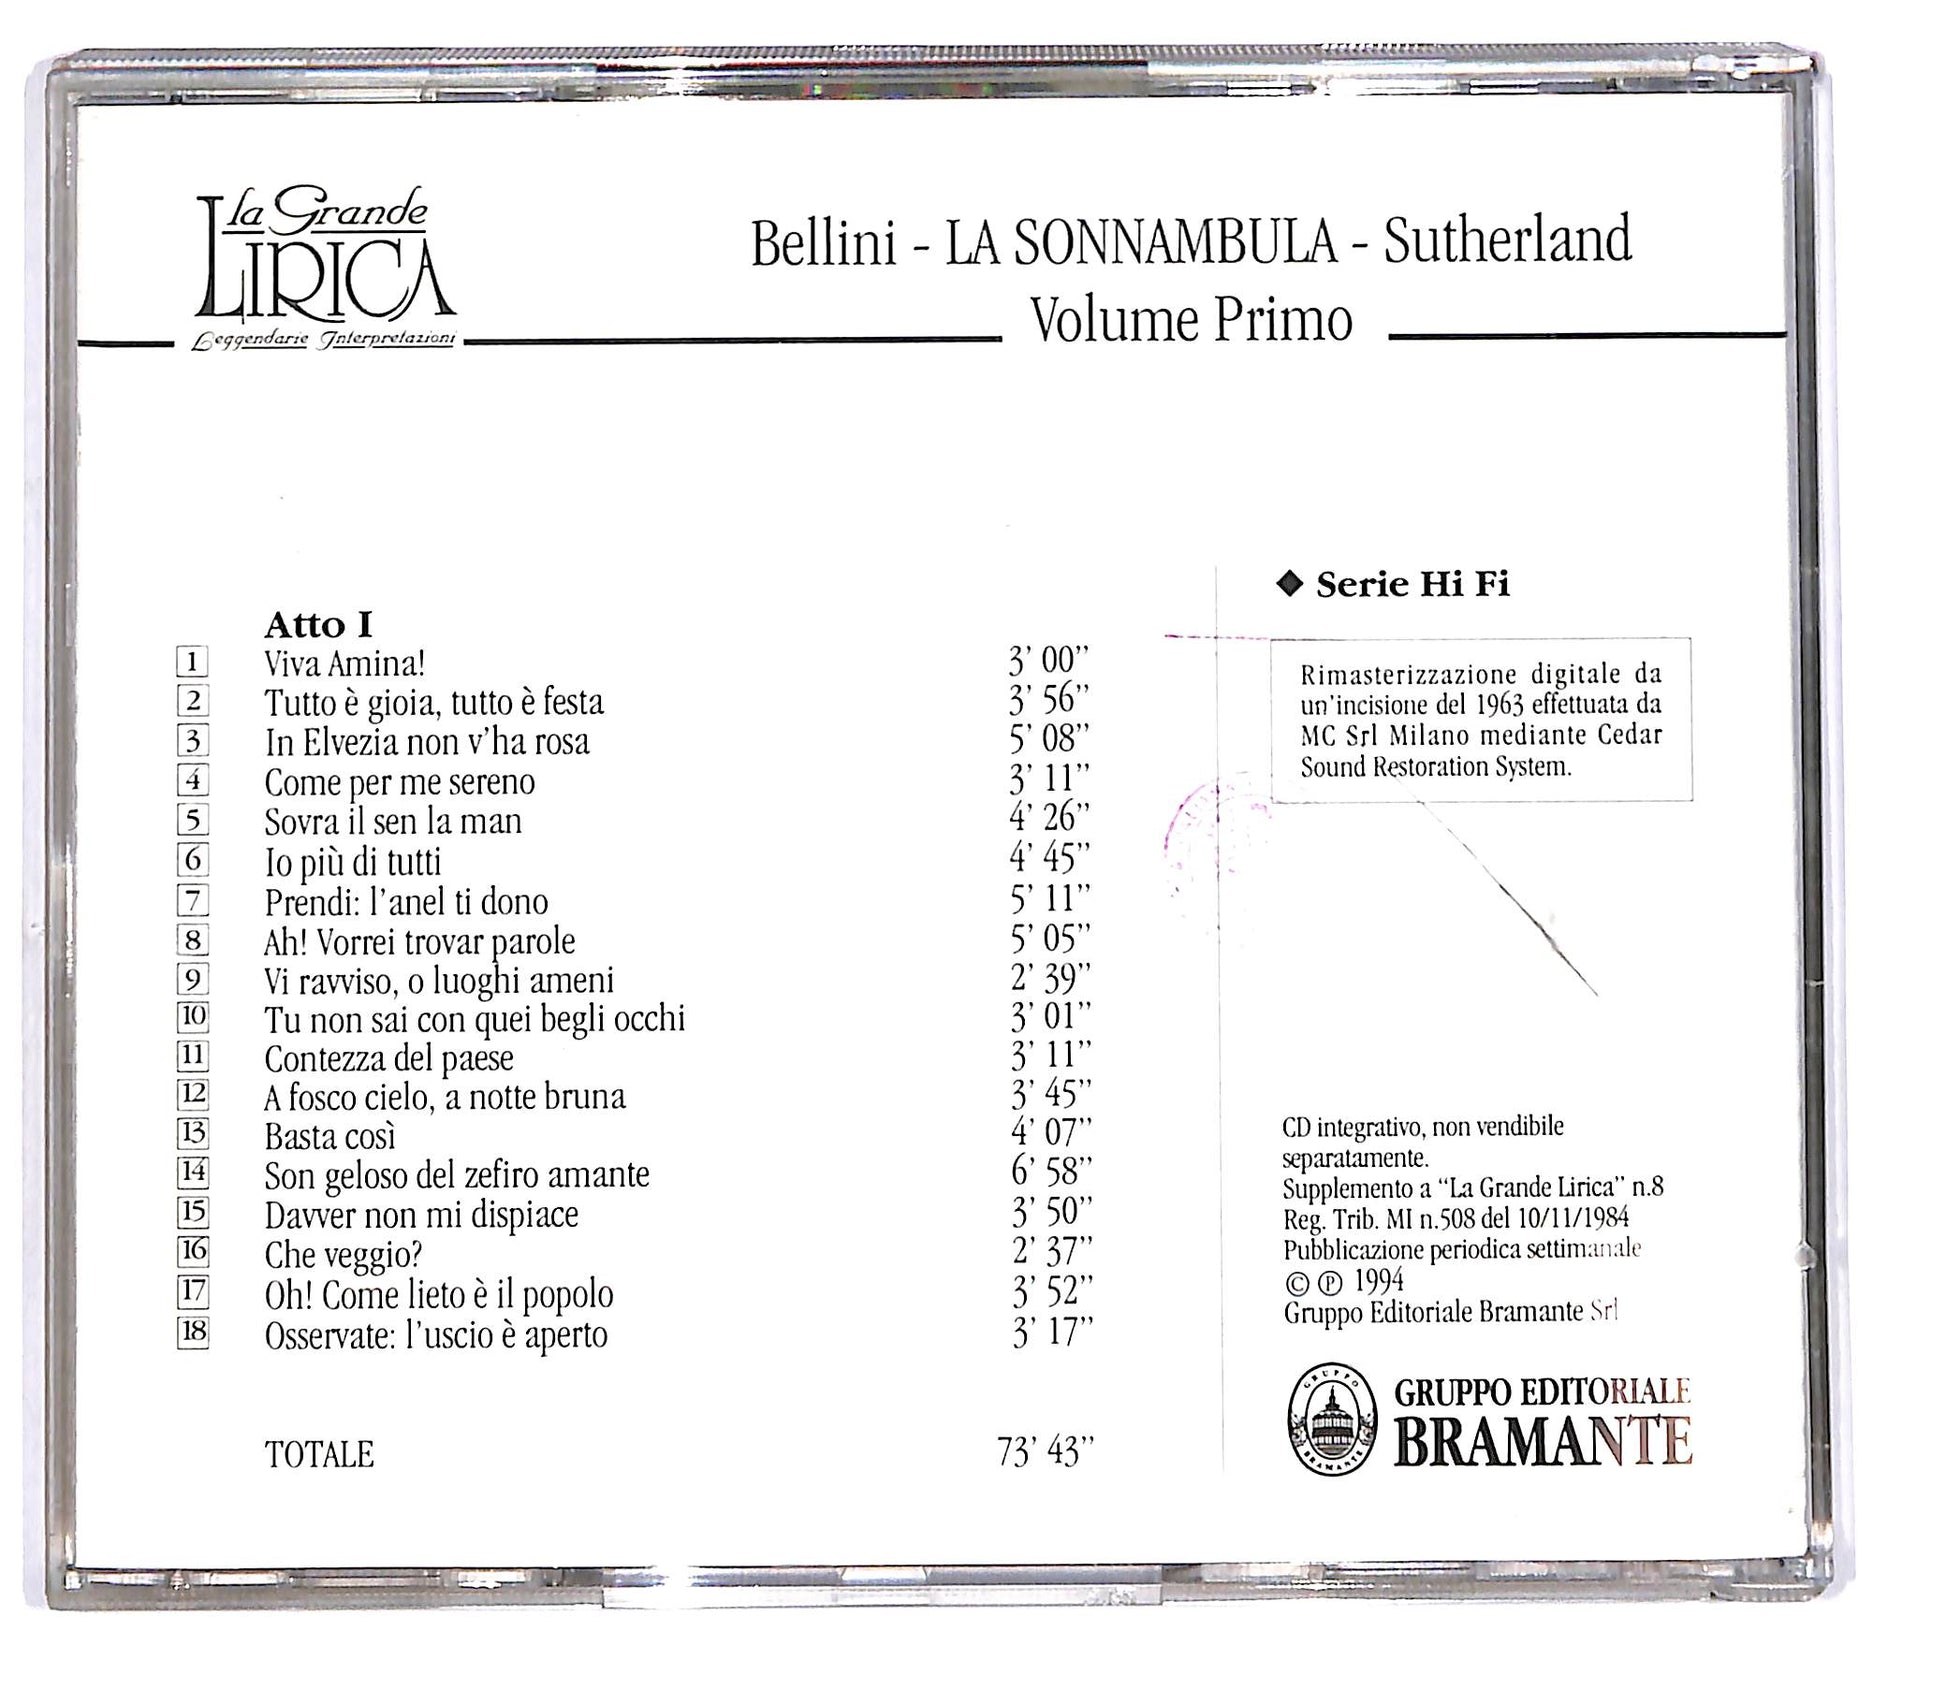 la Grande
LIRICA
Leggendarie Interpretazioni
Bellini - LA SONNAMBULA - Sutherland
Volume Primo
Atto I
1 Viva Amina! 3' 00"
2 Tutto è gioia, tutto è festa 3' 56"
3 In Elvezia non v'ha rosa 5' 08"
4 Come per me sereno 3' 11"
5 Sovra il sen la man 4' 26"
6 Io più di tutti 4' 45"
7 Prendi: l'anel ti dono 5' 11"
8 Ah! Vorrei trovar parole 5' 05"
9 Vi ravviso, o luoghi ameni 2' 39"
10 Tu non sai con quei begli occhi 3' 01"
11 Contezza del paese 3' 11"
12 A fosco cielo, a notte bruna 3' 45"
13 Basta così 4' 07"
14 Son geloso del zefiro amante 6' 58"
15 Davver non mi dispiace 3' 50"
16 Che veggio? 2' 37"
17 Oh! Come lieto è il popolo 3' 52"
18 Osservate: l'uscio è aperto 3' 17"
TOTALE 73' 43"
◆ Serie Hi Fi
Rimasterizzazione digitale da
un'incisione del 1963 effettuata da
MC Srl Milano mediante Cedar
Sound Restoration System.
CD integrativo, non vendibile
separatamente.
Supplemento a "La Grande Lirica" n.8
Reg. Trib. MI n.508 del 10/11/1984
Pubblicazione periodica settimanale
© ℗ 1994
Gruppo Editoriale Bramante Srl
GRUPPO
BRAMANTE
GRUPPO EDITORIALE
BRAMANTE